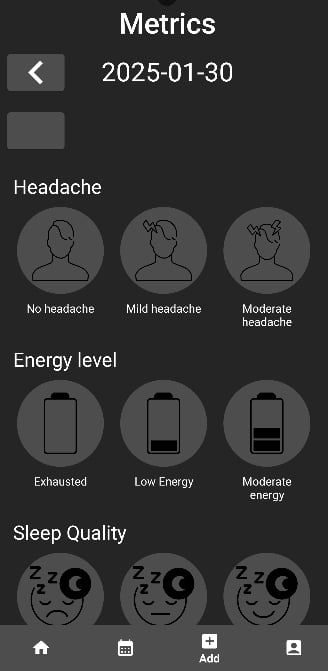 Metrics
2025-01-30
Headache
No headache
Mild headache
Moderate
headache
Energy level
Exhausted
Low Energy
Moderate
energy
Sleep Quality
z z z
z z z
z z z
Add